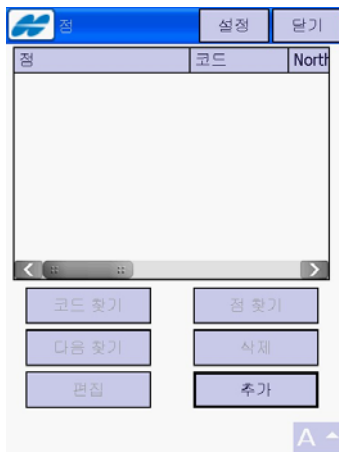 점 설정 닫기
점 코드 North
코드 찾기 점 찾기
다음 찾기 삭제
편집 추가
A